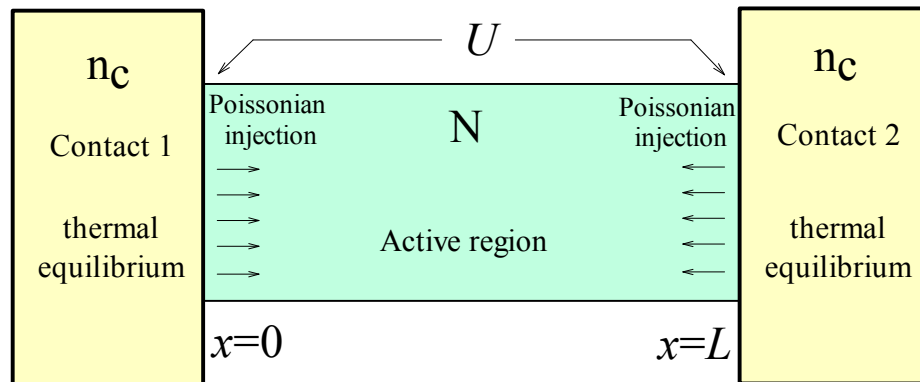 U
n_c
Contact 1
thermal
equilibrium
Poissonian
injection
N
Active region
Poissonian
injection
n_c
Contact 2
thermal
equilibrium
x=0
x=L